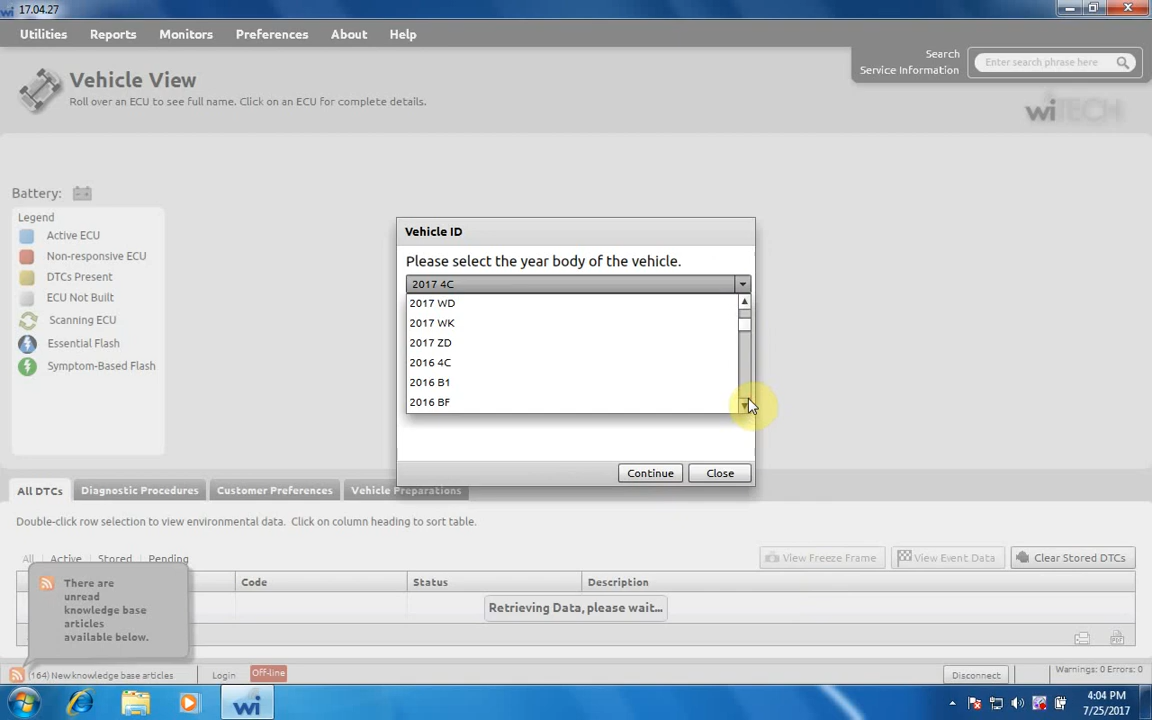 17.04.27
Utilities Reports Monitors Preferences About Help
Search
Service Information
Enter search phrase here
Vehicle View
Roll over an ECU to see full name. Click on an ECU for complete details.
wiTECH
Battery:
Legend
Active ECU
Non-responsive ECU
DTCs Present
ECU Not Built
Scanning ECU
Essential Flash
Symptom-Based Flash
Vehicle ID
Please select the year body of the vehicle.
2017 4C
2017 WD
2017 WK
2017 ZD
2016 4C
2016 B1
2016 BF
Continue Close
All DTCs Diagnostic Procedures Customer Preferences Vehicle Preparations
Double-click row selection to view environmental data. Click on column heading to sort table.
All Active Stored Pending
View Freeze Frame View Event Data Clear Stored DTCs
Code Status Description
Retrieving Data, please wait...
There are
unread
knowledge base
articles
available below.
(164) New knowledge base articles Login Off-line Disconnect Warnings: 0 Errors: 0
wi
4:04 PM
7/25/2017